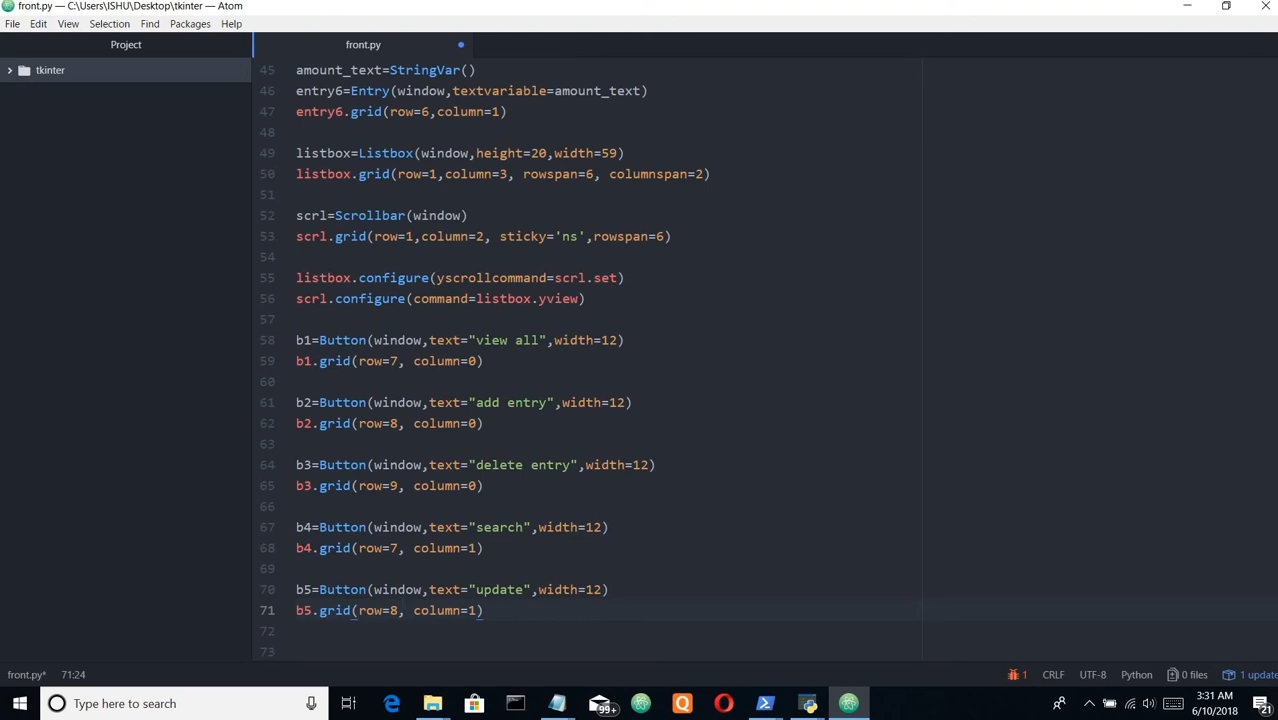 front.py — C:\Users\ISHU\Desktop\tkinter — Atom
File Edit View Selection Find Packages Help
Project
front.py
tkinter
45 amount_text=StringVar()
46 entry6=Entry(window,textvariable=amount_text)
47 entry6.grid(row=6,column=1)
48
49 listbox=Listbox(window,height=20,width=59)
50 listbox.grid(row=1,column=3, rowspan=6, columnspan=2)
51
52 scrl=Scrollbar(window)
53 scrl.grid(row=1,column=2, sticky='ns',rowspan=6)
54
55 listbox.configure(yscrollcommand=scrl.set)
56 scrl.configure(command=listbox.yview)
57
58 b1=Button(window,text="view all",width=12)
59 b1.grid(row=7, column=0)
60
61 b2=Button(window,text="add entry",width=12)
62 b2.grid(row=8, column=0)
63
64 b3=Button(window,text="delete entry",width=12)
65 b3.grid(row=9, column=0)
66
67 b4=Button(window,text="search",width=12)
68 b4.grid(row=7, column=1)
69
70 b5=Button(window,text="update",width=12)
71 b5.grid(row=8, column=1)
72
73
front.py* 71:24 1 CRLF UTF-8 Python 0 files 1 update
Type here to search 99+ 3:31 AM
6/10/2018 21